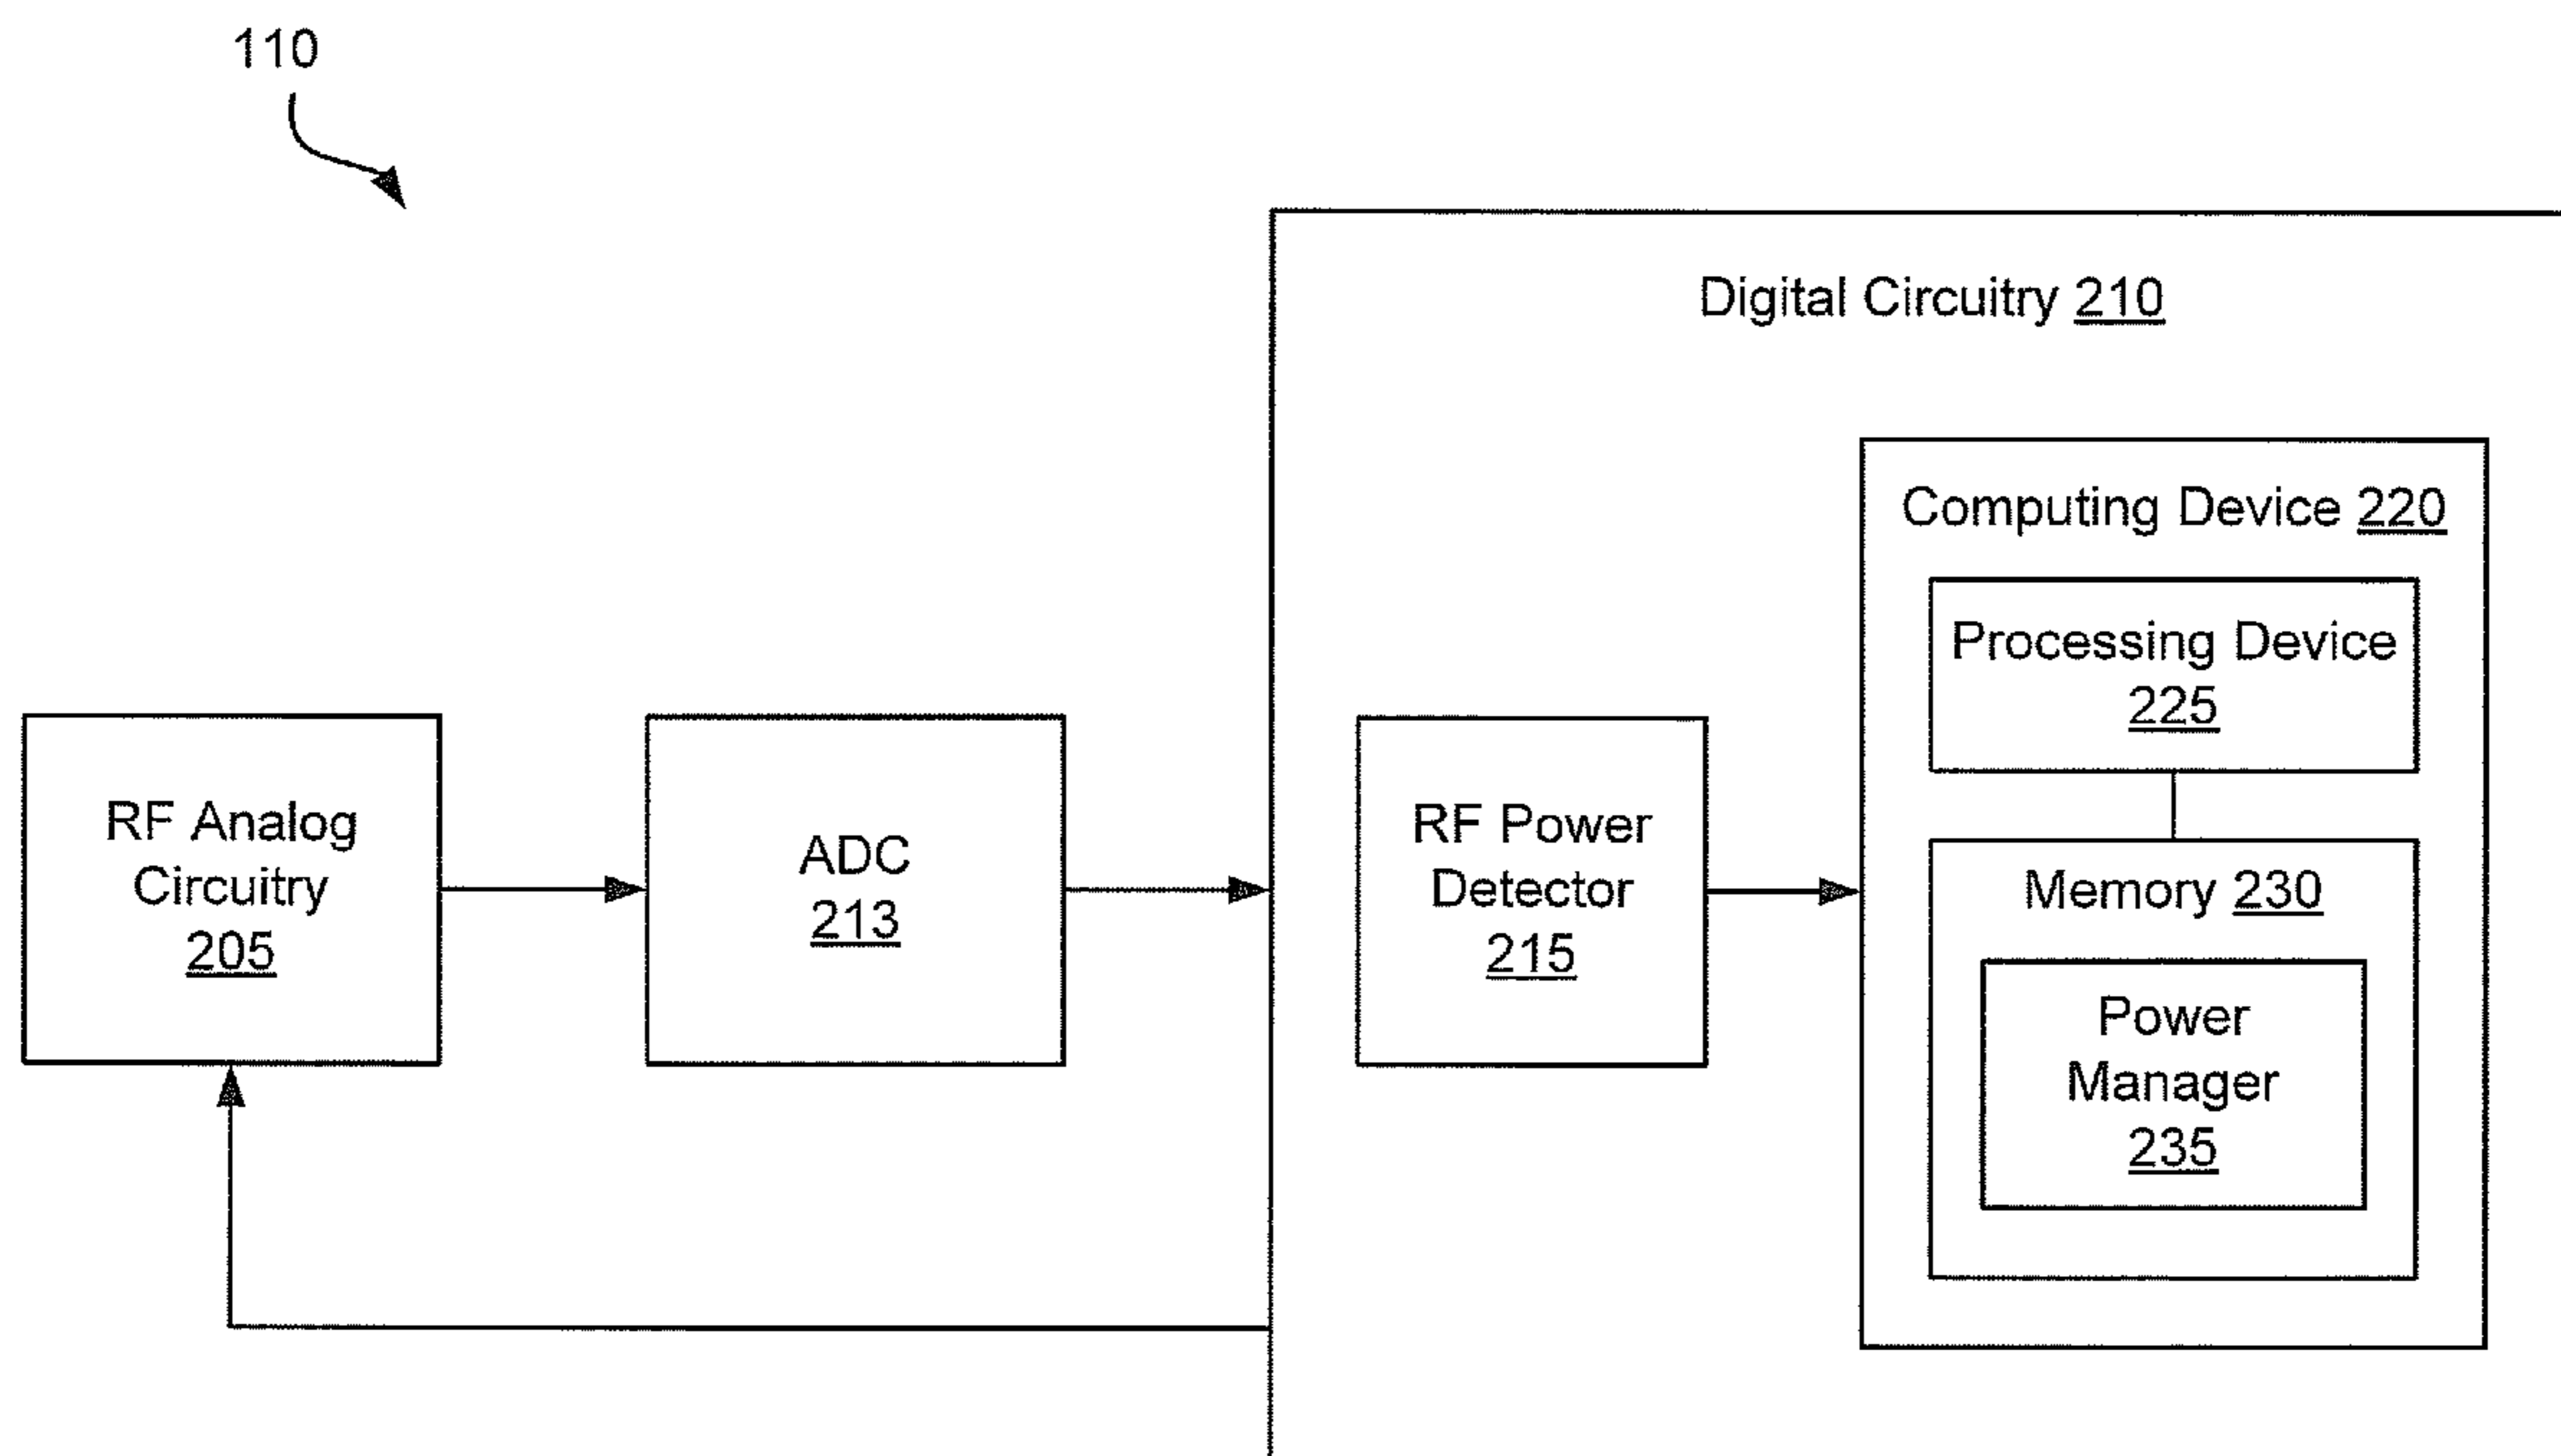 110
Digital Circuitry 210
Computing Device 220
Processing Device
225
RF Analog
Circuitry
205
ADC
213
RF Power
Detector
215
Memory 230
Power
Manager
235